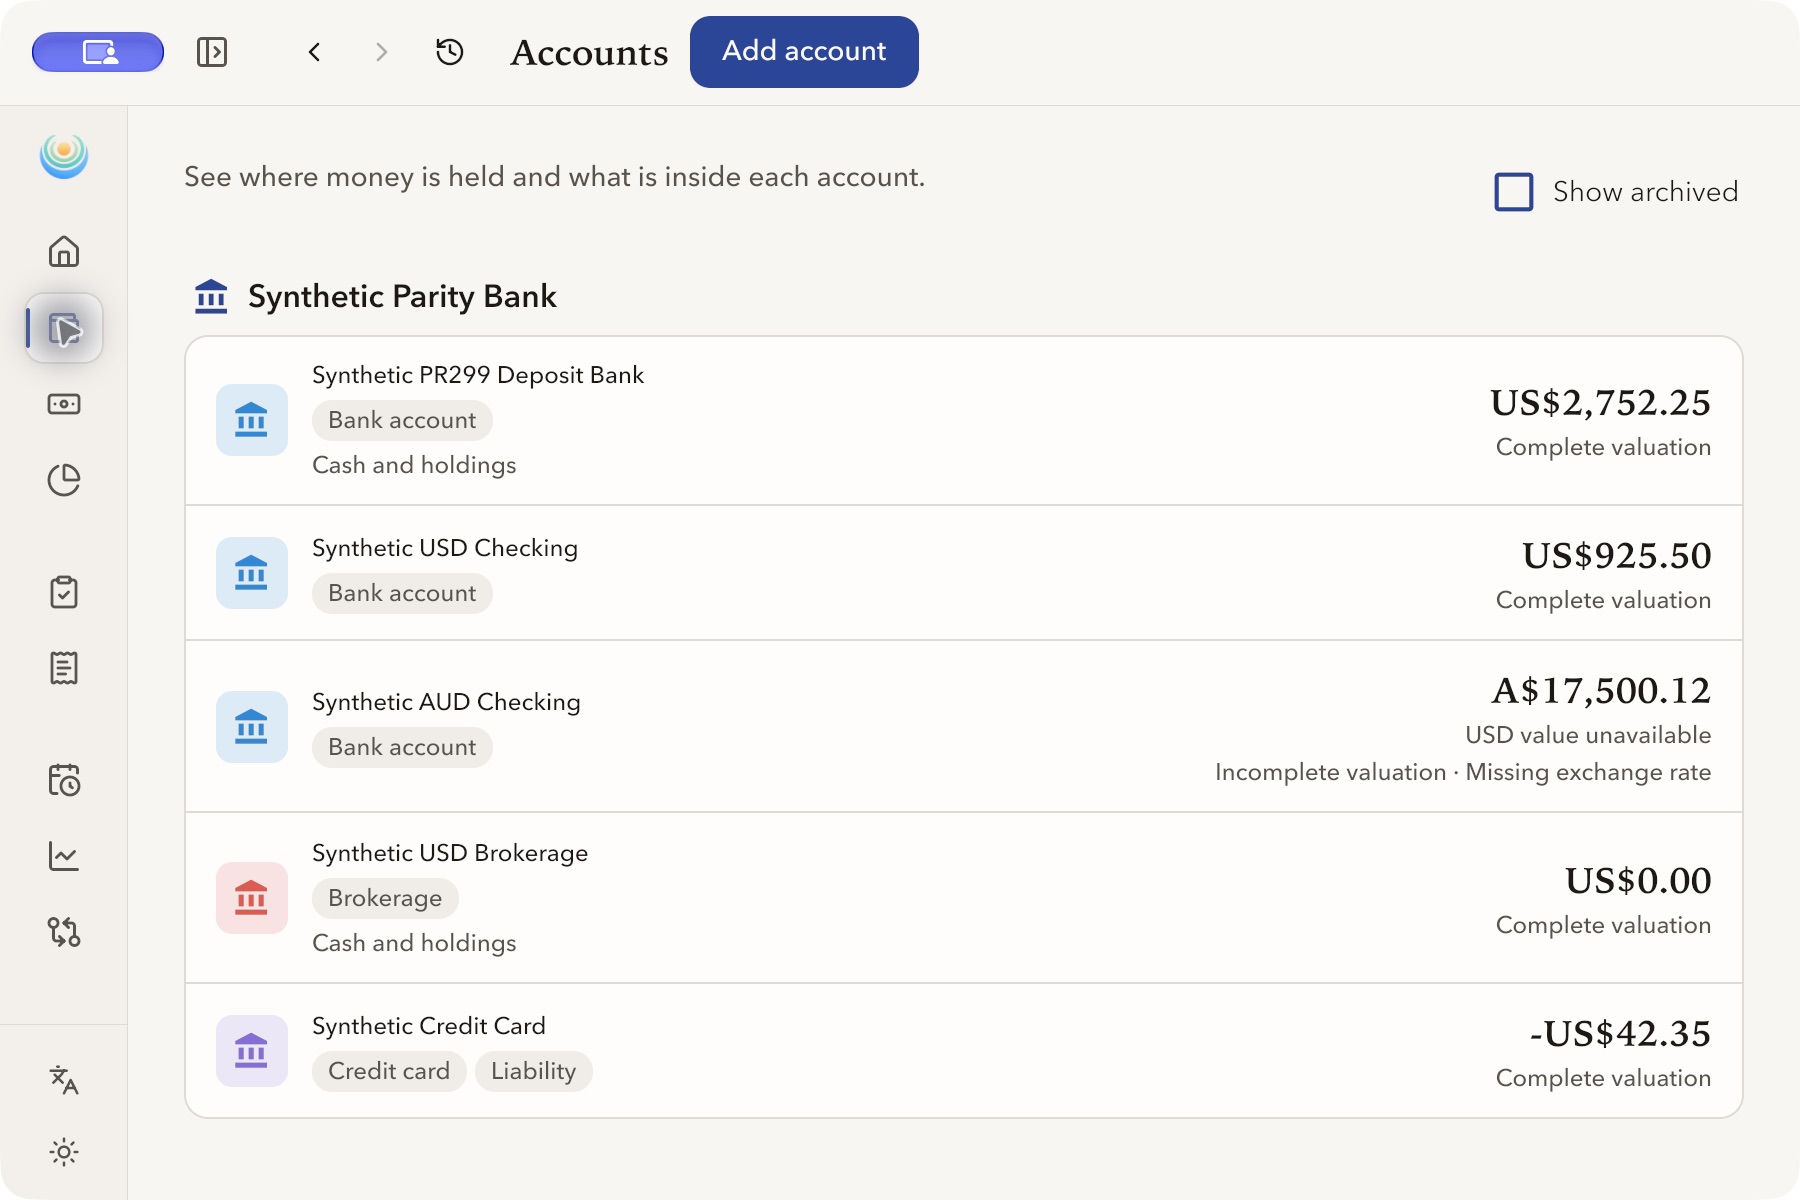 Accounts
Add account
See where money is held and what is inside each account.
Show archived
Synthetic Parity Bank
Synthetic PR299 Deposit Bank
Bank account
Cash and holdings
US$2,752.25
Complete valuation
Synthetic USD Checking
Bank account
US$925.50
Complete valuation
Synthetic AUD Checking
Bank account
A$17,500.12
USD value unavailable
Incomplete valuation · Missing exchange rate
Synthetic USD Brokerage
Brokerage
Cash and holdings
US$0.00
Complete valuation
Synthetic Credit Card
Credit card
Liability
-US$42.35
Complete valuation